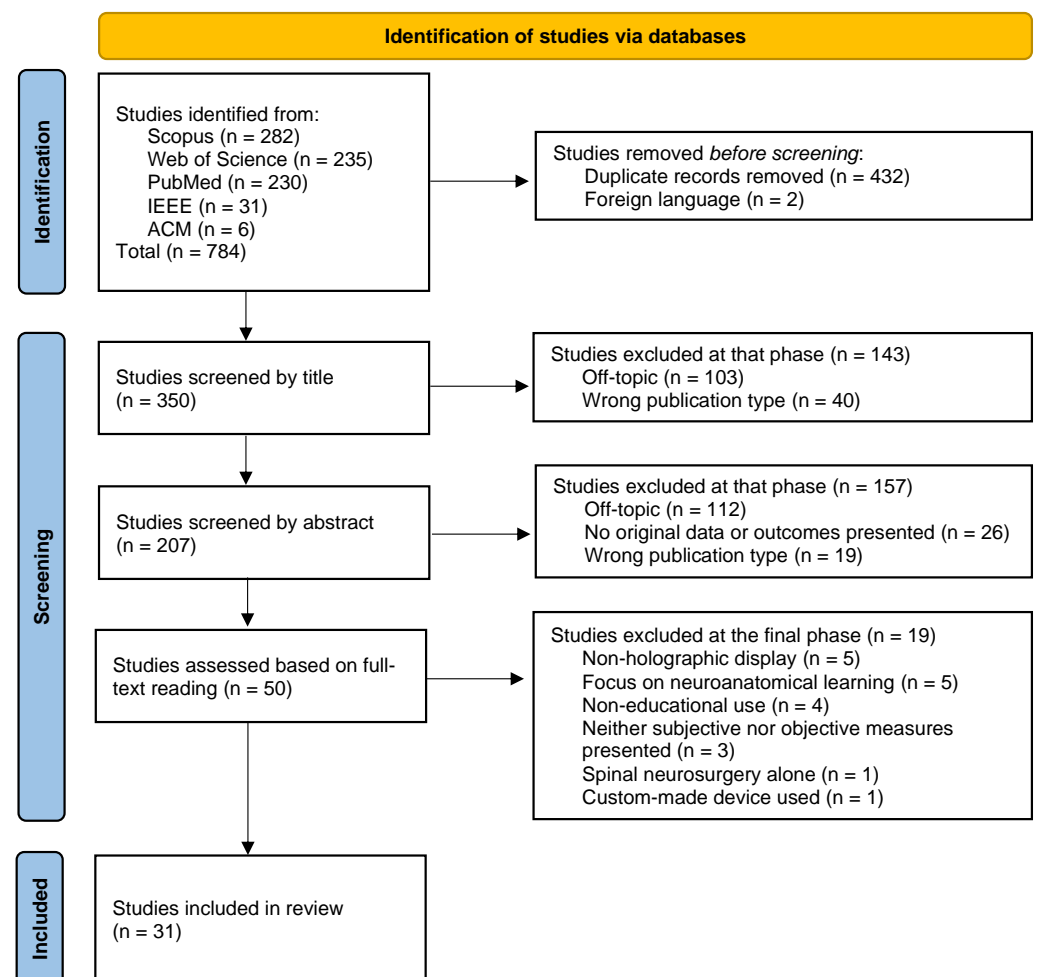 Identification of studies via databases
Identification
Studies identified from:
Scopus (n = 282)
Web of Science (n = 235)
PubMed (n = 230)
IEEE (n = 31)
ACM (n = 6)
Total (n = 784)
Studies removed before screening:
Duplicate records removed (n = 432)
Foreign language (n = 2)
Screening
Studies screened by title
(n = 350)
Studies excluded at that phase (n = 143)
Off-topic (n = 103)
Wrong publication type (n = 40)
Studies screened by abstract
(n = 207)
Studies excluded at that phase (n = 157)
Off-topic (n = 112)
No original data or outcomes presented (n = 26)
Wrong publication type (n = 19)
Studies assessed based on full-
text reading (n = 50)
Studies excluded at the final phase (n = 19)
Non-holographic display (n = 5)
Focus on neuroanatomical learning (n = 5)
Non-educational use (n = 4)
Neither subjective nor objective measures
presented (n = 3)
Spinal neurosurgery alone (n = 1)
Custom-made device used (n = 1)
Included
Studies included in review
(n = 31)